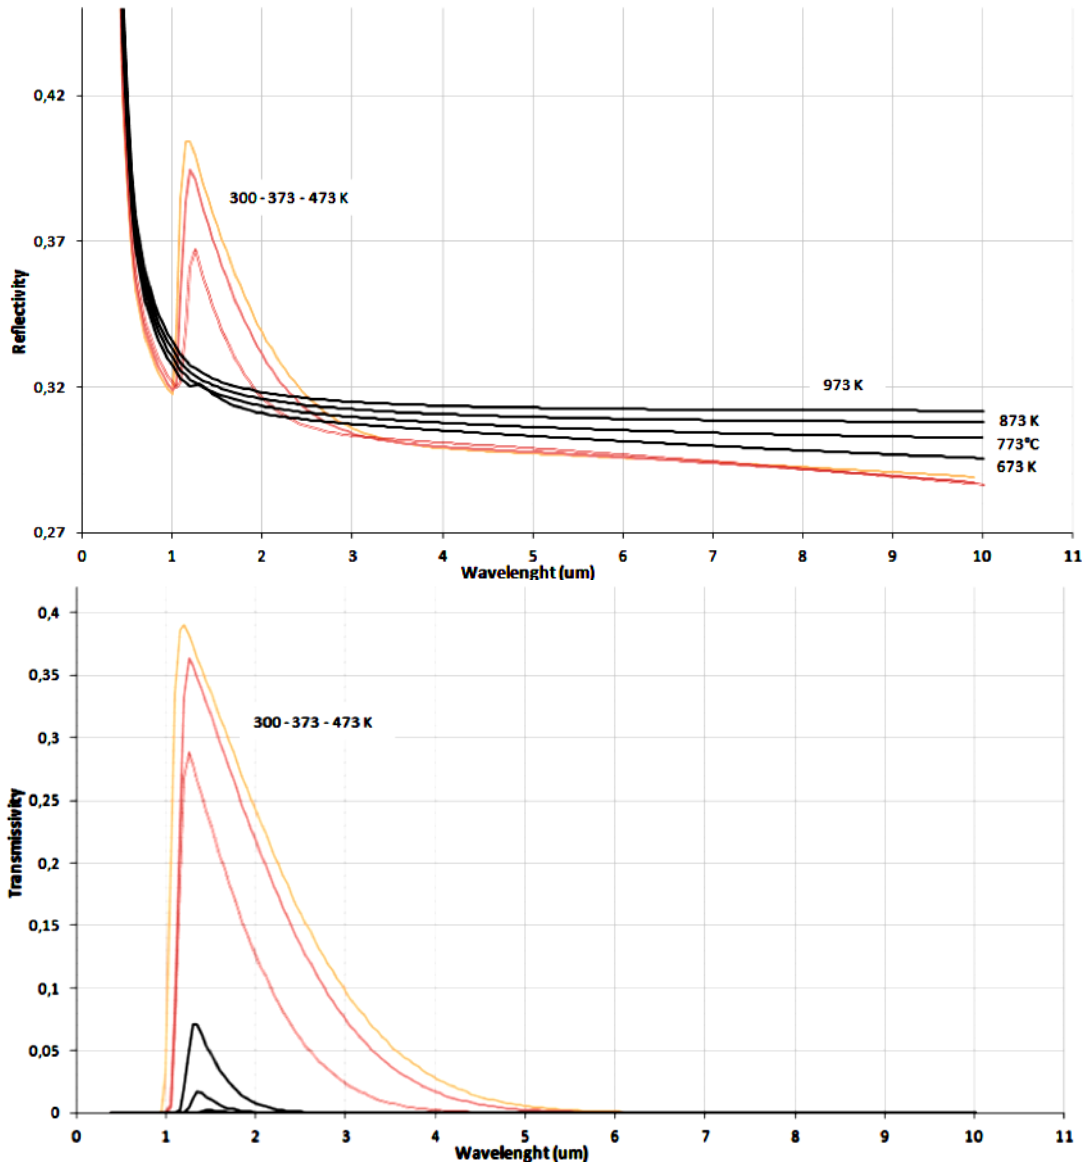 0,42
0,37
0,32
0,27
Reflectivity
300 - 373 - 473 K
973 K
873 K
773°C
673 K
0 1 2 3 4 5 6 7 8 9 10 11
Wavelenght (um)
0,4
0,35
0,3
0,25
0,2
0,15
0,1
0,05
0
Transmissivity
300 - 373 - 473 K
0 1 2 3 4 5 6 7 8 9 10 11
Wavelenght (um)